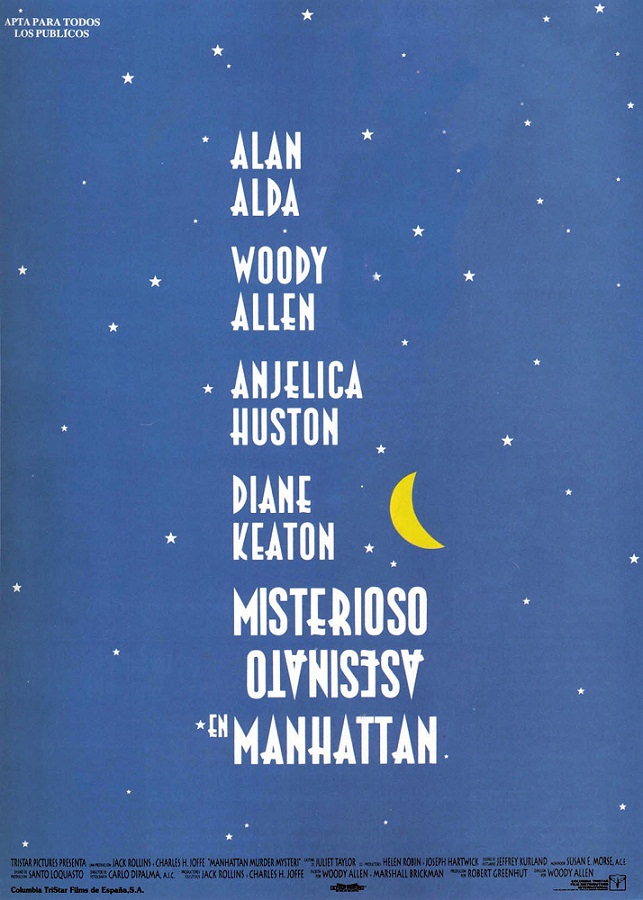 APTA PARA TODOS
LOS PUBLICOS
ALAN
ALDA
WOODY
ALLEN
ANJELICA
HUSTON
DIANE
KEATON
MISTERIOSO
ASESINATO
EN MANHATTAN
TRISTAR PICTURES PRESENTA UNA PRODUCCION JACK ROLLINS Y CHARLES H. JOFFE "MANHATTAN MURDER MYSTERY" JULIET TAYLOR HELEN ROBIN Y JOSEPH HARTWICK JEFFREY KURLAND SUSAN E. MORSE, A.C.E.
SANTO LOQUASTO CARLO DIPALMA, A.I.C. JACK ROLLINS Y CHARLES H. JOFFE WOODY ALLEN Y MARSHALL BRICKMAN ROBERT GREENHUT WOODY ALLEN
Columbia TriStar Films de España, S.A.